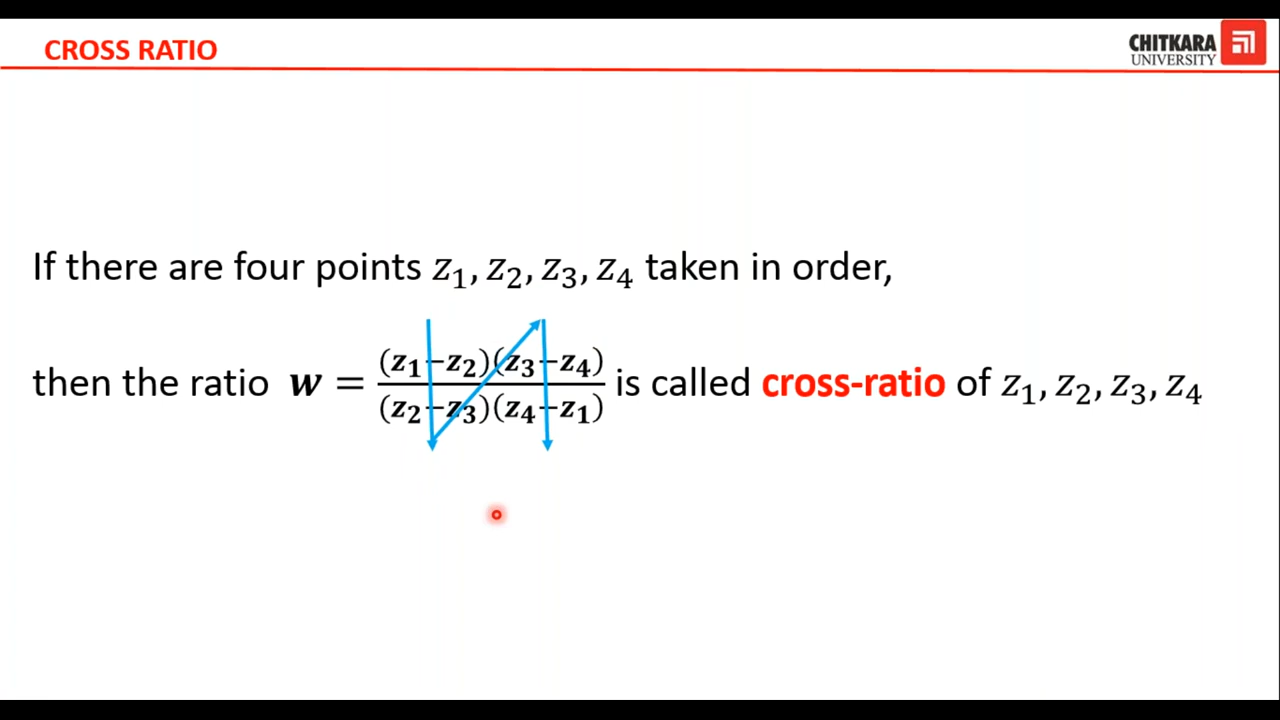 CROSS RATIO
CHITKARA
UNIVERSITY
If there are four points z₁, z₂, z₃, z₄ taken in order,
then the ratio w = (z₁−z₂)(z₃−z₄) / (z₂−z₃)(z₄−z₁) is called cross-ratio of z₁, z₂, z₃, z₄